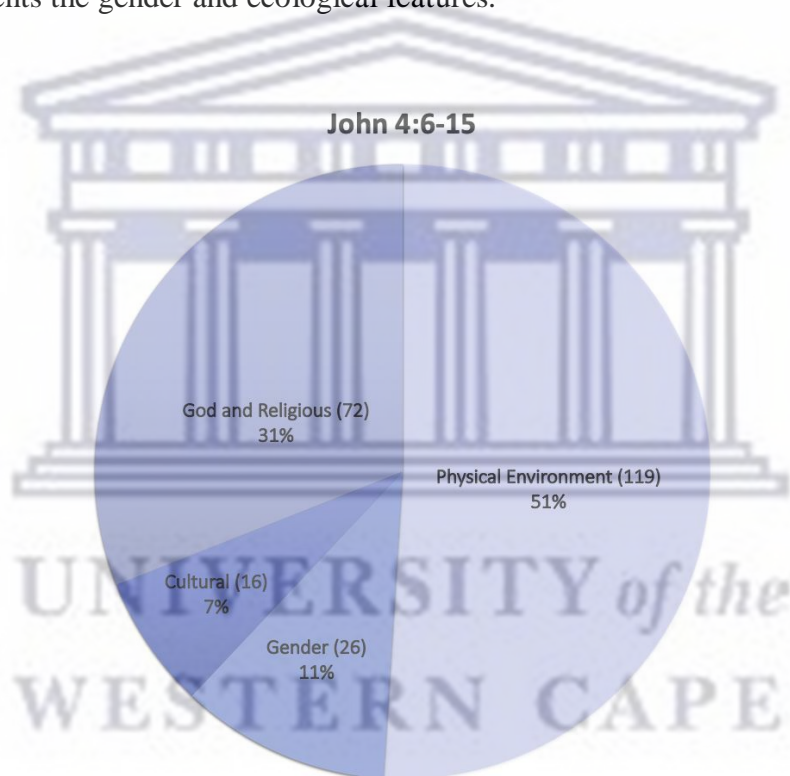 the gender and ecological features.
John 4:6-15
God and Religious (72)
31%
Physical Environment (119)
51%
Cultural (16)
7%
Gender (26)
11%
UNIVERSITY of the
WESTERN CAPE